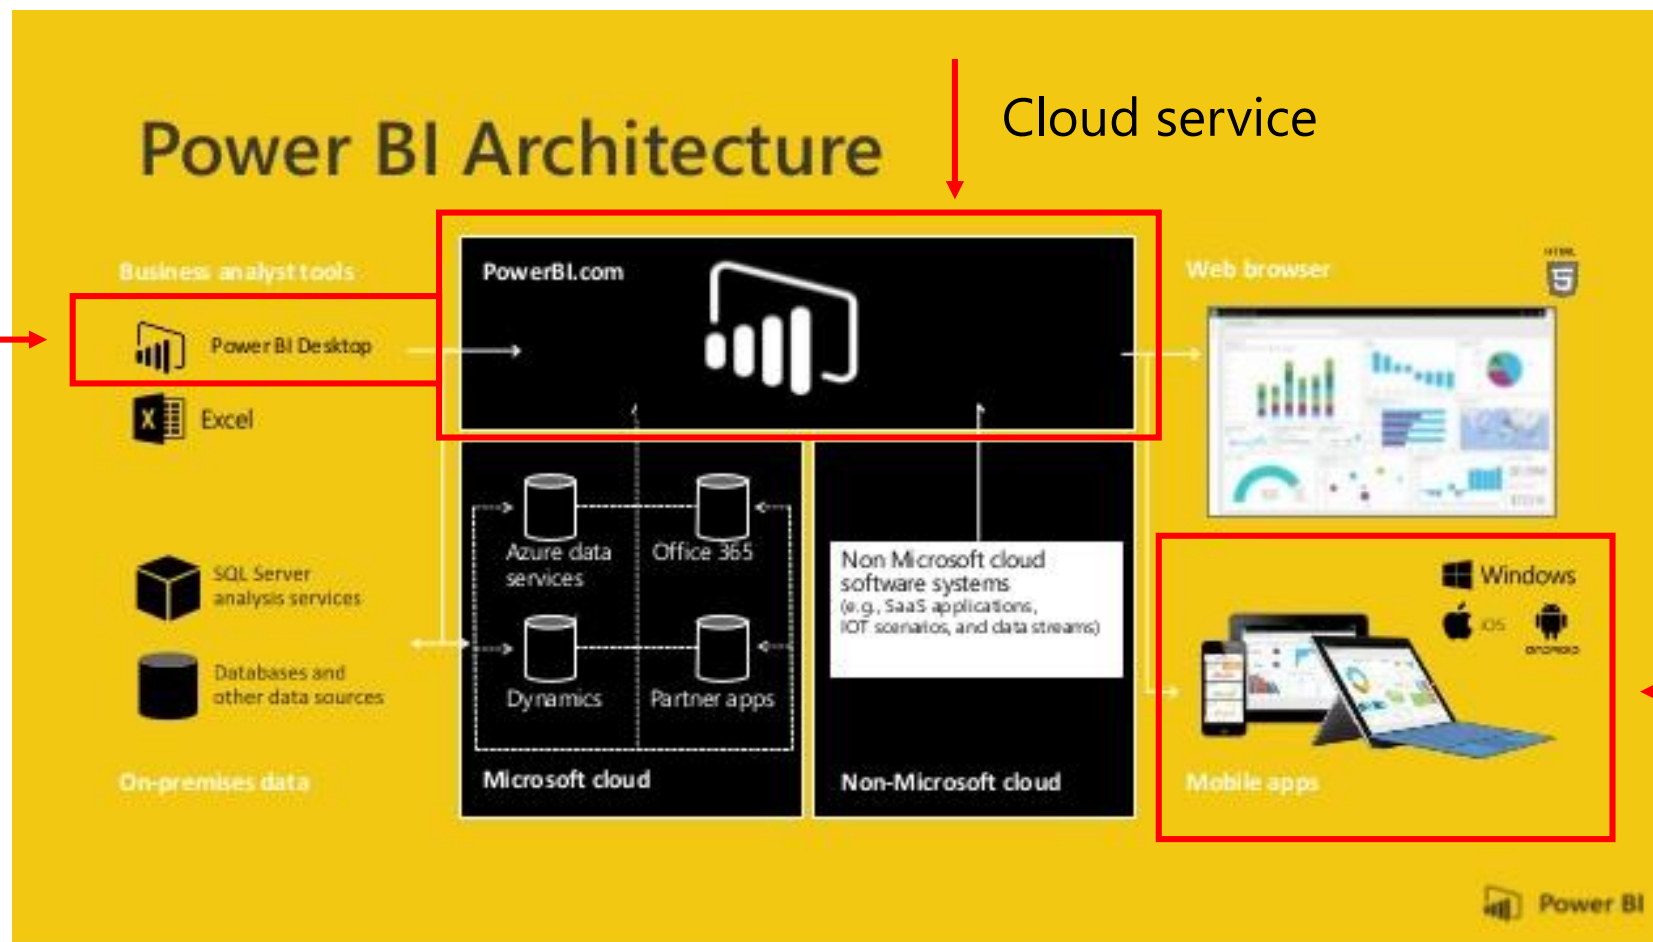 Cloud service
Power BI Architecture
Business analyst tools
Power BI Desktop
Excel
SQL Server
analysis services
Databases and
other data sources
On-premises data
PowerBI.com
Azure data
services
Office 365
Dynamics
Partner apps
Microsoft cloud
Non Microsoft cloud
software systems
(e.g., SaaS applications,
IOT scenarios, and data streams)
Non-Microsoft cloud
Web browser
HTML
5
Windows
iOS
ANDROID
Mobile apps
Power BI